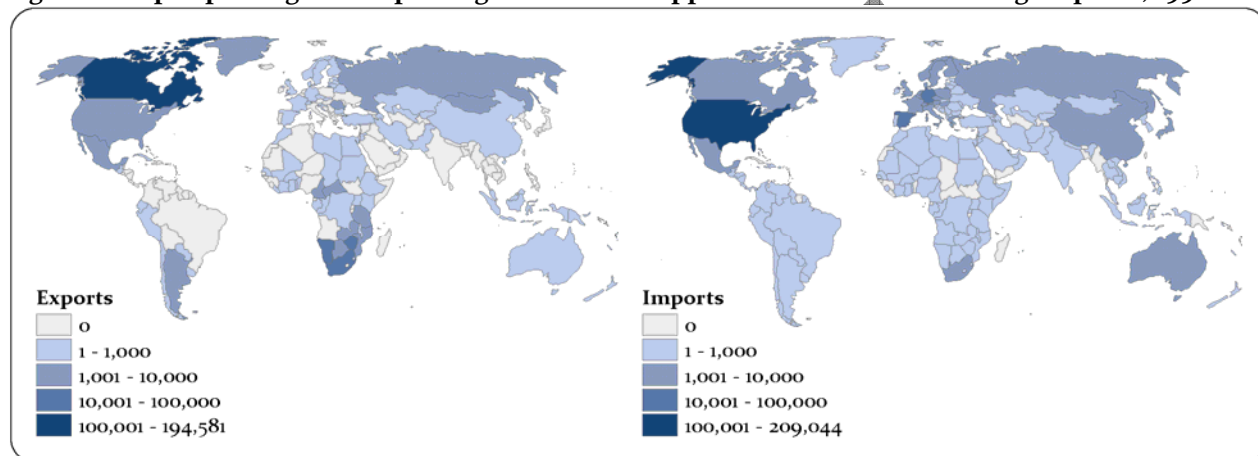 Exports
0
1 - 1,000
1,001 - 10,000
10,001 - 100,000
100,001 - 194,581
Imports
0
1 - 1,000
1,001 - 10,000
10,001 - 100,000
100,001 - 209,044